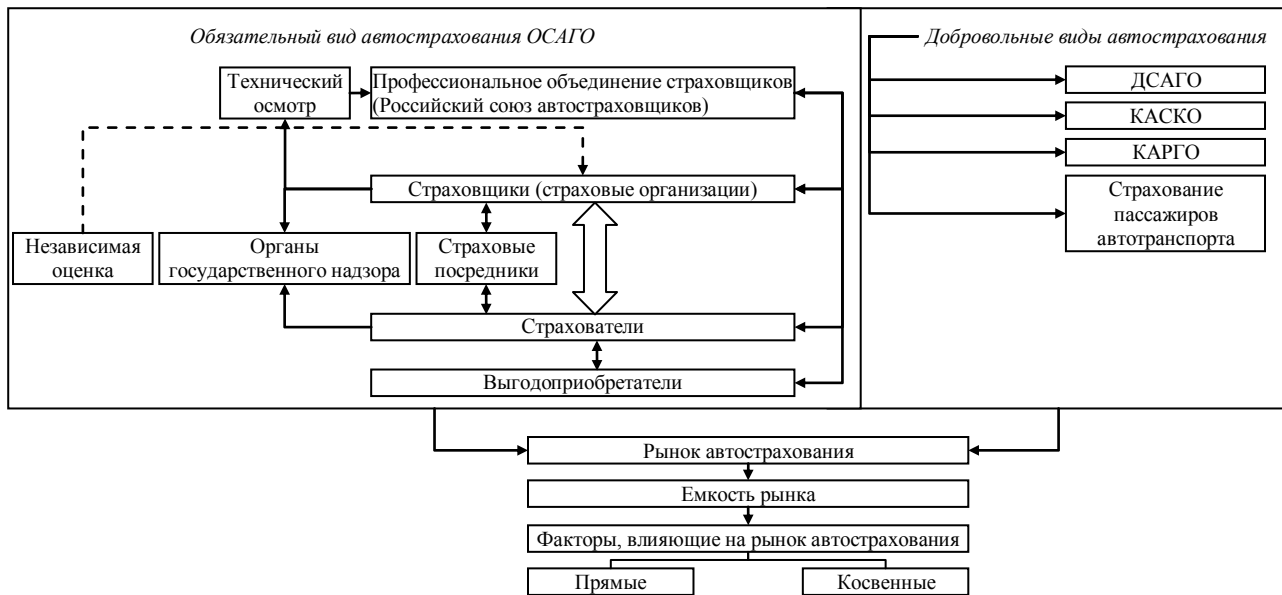 Обязательный вид автострахования ОСАГО
Добровольные виды автострахования
Технический
осмотр
Профессиональное объединение страховщиков
(Российский союз автостраховщиков)
ДСАГО
КАСКО
КАРГО
Страхование
пассажиров
автотранспорта
Страховщики (страховые организации)
Независимая
оценка
Органы
государственного надзора
Страховые
посредники
Страхователи
Выгодоприобретатели
Рынок автострахования
Емкость рынка
Факторы, влияющие на рынок автострахования
Прямые
Косвенные